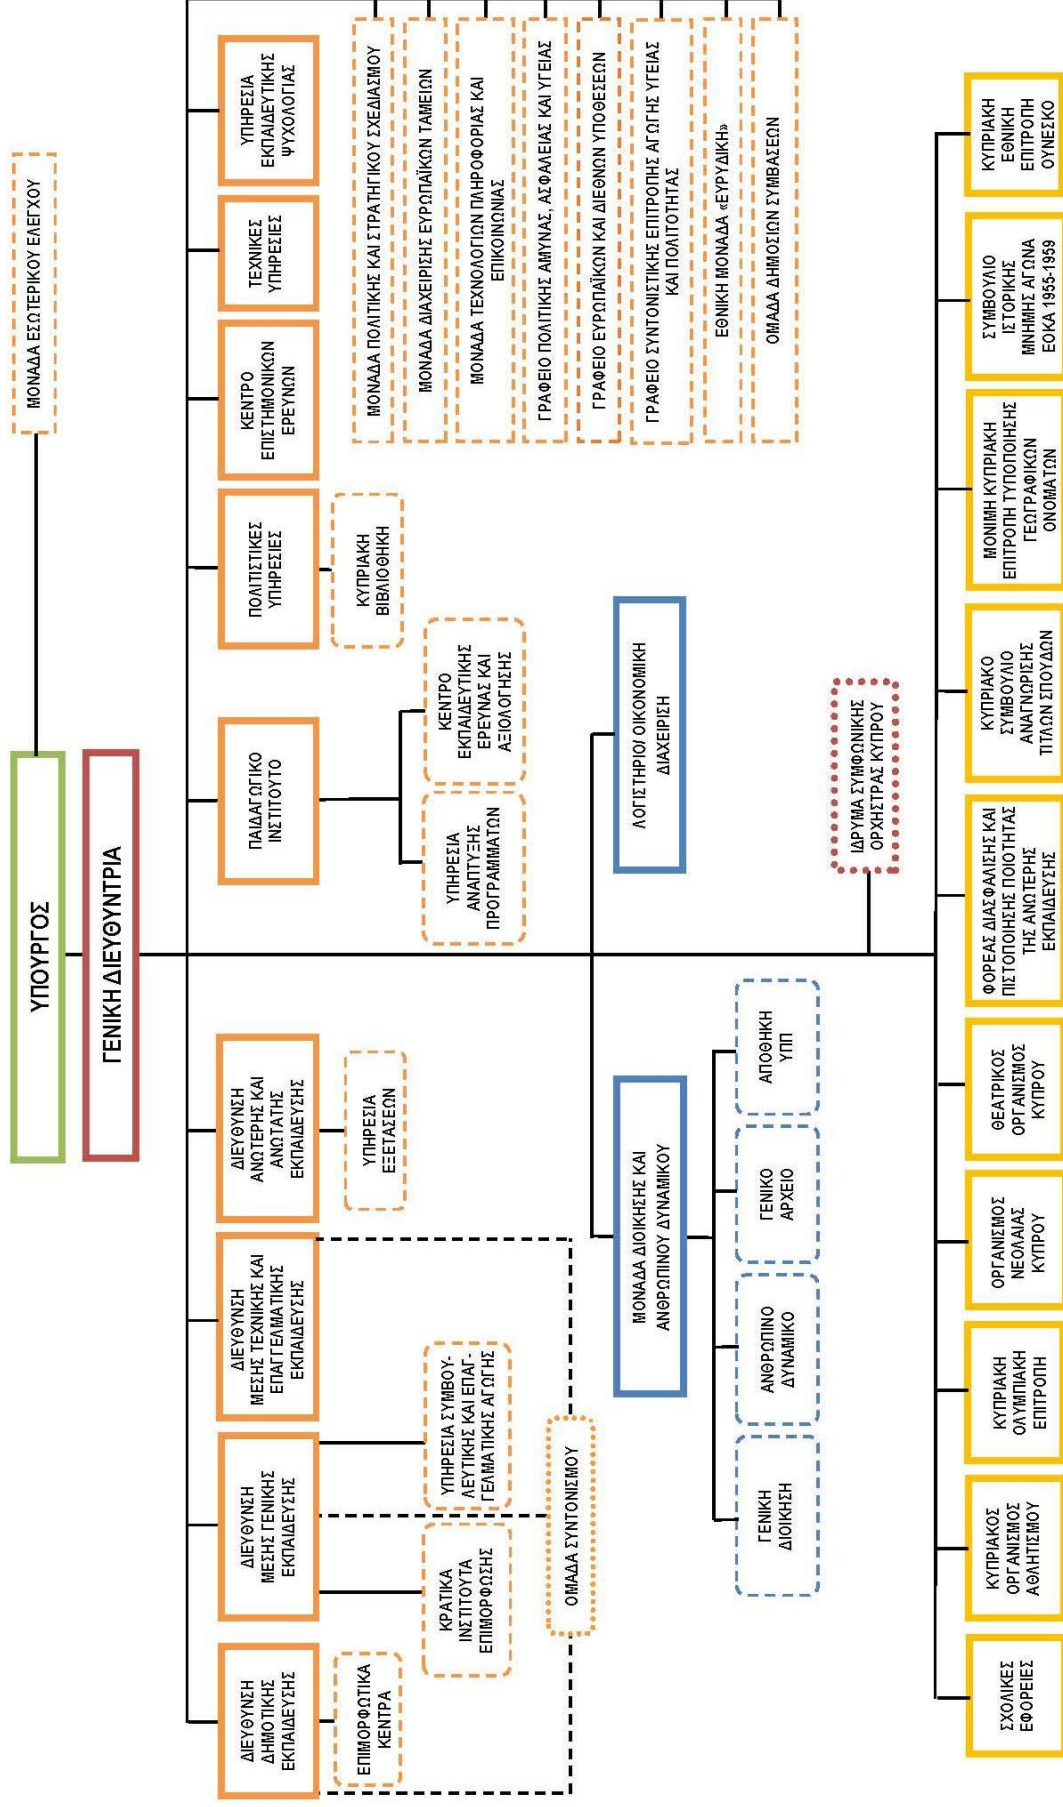 ΥΠΟΥΡΓΟΣ
ΜΟΝΑΔΑ ΕΣΩΤΕΡΙΚΟΥ ΕΛΕΓΧΟΥ
ΓΕΝΙΚΗ ΔΙΕΥΘΥΝΤΡΙΑ
ΔΙΕΥΘΥΝΣΗ
ΔΗΜΟΤΙΚΗΣ
ΕΚΠΑΙΔΕΥΣΗΣ
ΔΙΕΥΘΥΝΣΗ
ΜΕΣΗΣ ΓΕΝΙΚΗΣ
ΕΚΠΑΙΔΕΥΣΗΣ
ΔΙΕΥΘΥΝΣΗ
ΜΕΣΗΣ ΤΕΧΝΙΚΗΣ ΚΑΙ
ΕΠΑΓΓΕΛΜΑΤΙΚΗΣ
ΕΚΠΑΙΔΕΥΣΗΣ
ΔΙΕΥΘΥΝΣΗ
ΑΝΩΤΕΡΗΣ ΚΑΙ
ΑΝΩΤΑΤΗΣ
ΕΚΠΑΙΔΕΥΣΗΣ
ΠΑΙΔΑΓΩΓΙΚΟ
ΙΝΣΤΙΤΟΥΤΟ
ΠΟΛΙΤΙΣΤΙΚΕΣ
ΥΠΗΡΕΣΙΕΣ
ΚΕΝΤΡΟ
ΕΠΙΣΤΗΜΟΝΙΚΩΝ
ΕΡΕΥΝΩΝ
ΤΕΧΝΙΚΕΣ
ΥΠΗΡΕΣΙΕΣ
ΥΠΗΡΕΣΙΑ
ΕΚΠΑΙΔΕΥΤΙΚΗΣ
ΨΥΧΟΛΟΓΙΑΣ
ΕΠΙΜΟΡΦΩΤΙΚΑ
ΚΕΝΤΡΑ
ΚΡΑΤΙΚΑ
ΙΝΣΤΙΤΟΥΤΑ
ΕΠΙΜΟΡΦΩΣΗΣ
ΥΠΗΡΕΣΙΑ ΣΥΜΒΟΥ-
ΛΕΥΤΙΚΗΣ ΚΑΙ ΕΠΑΓ-
ΓΕΛΜΑΤΙΚΗΣ ΑΓΩΓΗΣ
ΥΠΗΡΕΣΙΑ
ΕΞΕΤΑΣΕΩΝ
ΥΠΗΡΕΣΙΑ
ΑΝΑΠΤΥΞΗΣ
ΠΡΟΓΡΑΜΜΑΤΩΝ
ΚΕΝΤΡΟ
ΕΚΠΑΙΔΕΥΤΙΚΗΣ
ΕΡΕΥΝΑΣ ΚΑΙ
ΑΞΙΟΛΟΓΗΣΗΣ
ΚΥΠΡΙΑΚΗ
ΒΙΒΛΙΟΘΗΚΗ
ΜΟΝΑΔΑ ΠΟΛΙΤΙΚΗΣ ΚΑΙ ΣΤΡΑΤΗΓΙΚΟΥ ΣΧΕΔΙΑΣΜΟΥ
ΜΟΝΑΔΑ ΔΙΑΧΕΙΡΙΣΗΣ ΕΥΡΩΠΑΪΚΩΝ ΤΑΜΕΙΩΝ
ΜΟΝΑΔΑ ΤΕΧΝΟΛΟΓΙΩΝ ΠΛΗΡΟΦΟΡΙΑΣ ΚΑΙ
ΕΠΙΚΟΙΝΩΝΙΑΣ
ΓΡΑΦΕΙΟ ΠΟΛΙΤΙΚΗΣ ΑΜΥΝΑΣ, ΑΣΦΑΛΕΙΑΣ ΚΑΙ ΥΓΕΙΑΣ
ΓΡΑΦΕΙΟ ΕΥΡΩΠΑΪΚΩΝ ΚΑΙ ΔΙΕΘΝΩΝ ΥΠΟΘΕΣΕΩΝ
ΓΡΑΦΕΙΟ ΣΥΝΤΟΝΙΣΤΙΚΗΣ ΕΠΙΤΡΟΠΗΣ ΑΓΩΓΗΣ ΥΓΕΙΑΣ
ΚΑΙ ΠΟΛΙΤΟΤΗΤΑΣ
ΕΘΝΙΚΗ ΜΟΝΑΔΑ «ΕΥΡΥΔΙΚΗ»
ΟΜΑΔΑ ΔΗΜΟΣΙΩΝ ΣΥΜΒΑΣΕΩΝ
ΟΜΑΔΑ ΣΥΝΤΟΝΙΣΜΟΥ
ΜΟΝΑΔΑ ΔΙΟΙΚΗΣΗΣ ΚΑΙ
ΑΝΘΡΩΠΙΝΟΥ ΔΥΝΑΜΙΚΟΥ
ΛΟΓΙΣΤΗΡΙΟ/ ΟΙΚΟΝΟΜΙΚΗ
ΔΙΑΧΕΙΡΙΣΗ
ΓΕΝΙΚΗ
ΔΙΟΙΚΗΣΗ
ΑΝΘΡΩΠΙΝΟ
ΔΥΝΑΜΙΚΟ
ΓΕΝΙΚΟ
ΑΡΧΕΙΟ
ΑΠΟΘΗΚΗ
ΥΠΠ
ΙΔΡΥΜΑ ΣΥΜΦΩΝΙΚΗΣ
ΟΡΧΗΣΤΡΑΣ ΚΥΠΡΟΥ
ΣΧΟΛΙΚΕΣ
ΕΦΟΡΕΙΕΣ
ΚΥΠΡΙΑΚΟΣ
ΟΡΓΑΝΙΣΜΟΣ
ΑΘΛΗΤΙΣΜΟΥ
ΚΥΠΡΙΑΚΗ
ΟΛΥΜΠΙΑΚΗ
ΕΠΙΤΡΟΠΗ
ΟΡΓΑΝΙΣΜΟΣ
ΝΕΟΛΑΙΑΣ
ΚΥΠΡΟΥ
ΘΕΑΤΡΙΚΟΣ
ΟΡΓΑΝΙΣΜΟΣ
ΚΥΠΡΟΥ
ΦΟΡΕΑΣ ΔΙΑΣΦΑΛΙΣΗΣ ΚΑΙ
ΠΙΣΤΟΠΟΙΗΣΗΣ ΠΟΙΟΤΗΤΑΣ
ΤΗΣ ΑΝΩΤΕΡΗΣ
ΕΚΠΑΙΔΕΥΣΗΣ
ΚΥΠΡΙΑΚΟ
ΣΥΜΒΟΥΛΙΟ
ΑΝΑΓΝΩΡΙΣΗΣ
ΤΙΤΛΩΝ ΣΠΟΥΔΩΝ
ΜΟΝΙΜΗ ΚΥΠΡΙΑΚΗ
ΕΠΙΤΡΟΠΗ ΤΥΠΟΠΟΙΗΣΗΣ
ΓΕΩΓΡΑΦΙΚΩΝ
ΟΝΟΜΑΤΩΝ
ΣΥΜΒΟΥΛΙΟ
ΙΣΤΟΡΙΚΗΣ
ΜΝΗΜΗΣ ΑΓΩΝΑ
ΕΟΚΑ 1955-1959
ΚΥΠΡΙΑΚΗ
ΕΘΝΙΚΗ
ΕΠΙΤΡΟΠΗ
ΟΥΝΕΣΚΟ